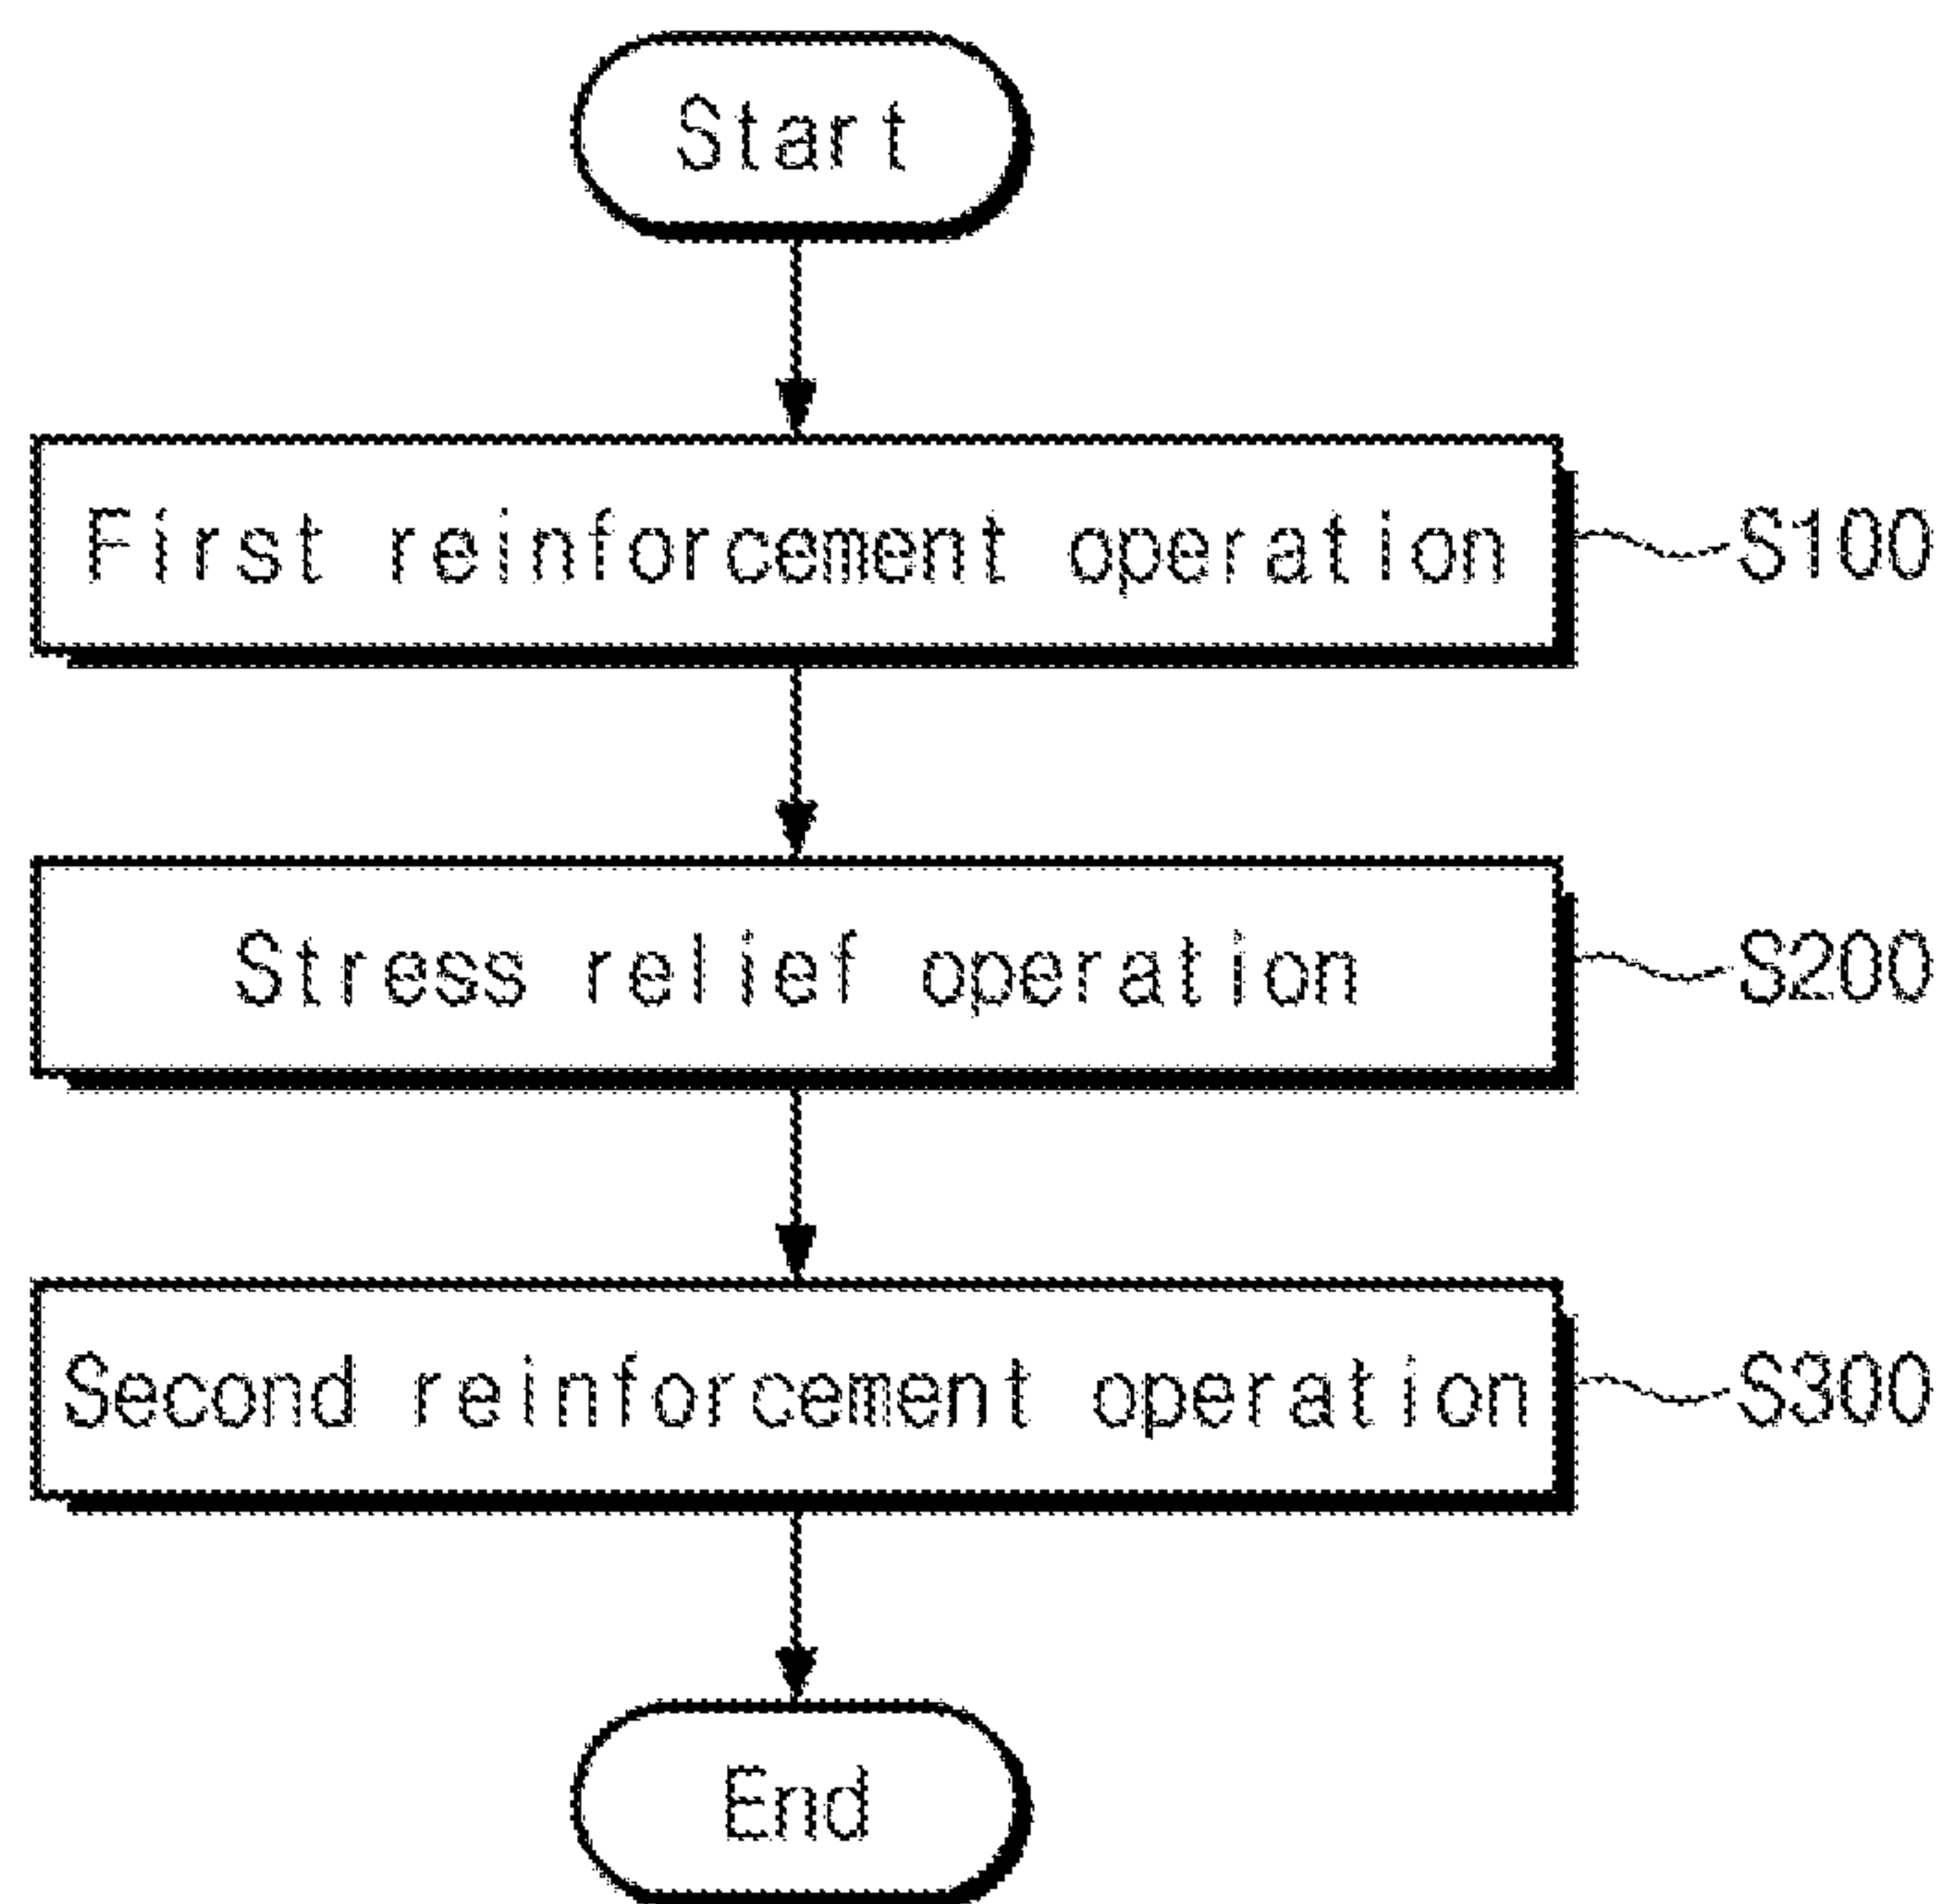 Start
First reinforcement operation
S100
Stress relief operation
S200
Second reinforcement operation
S300
End